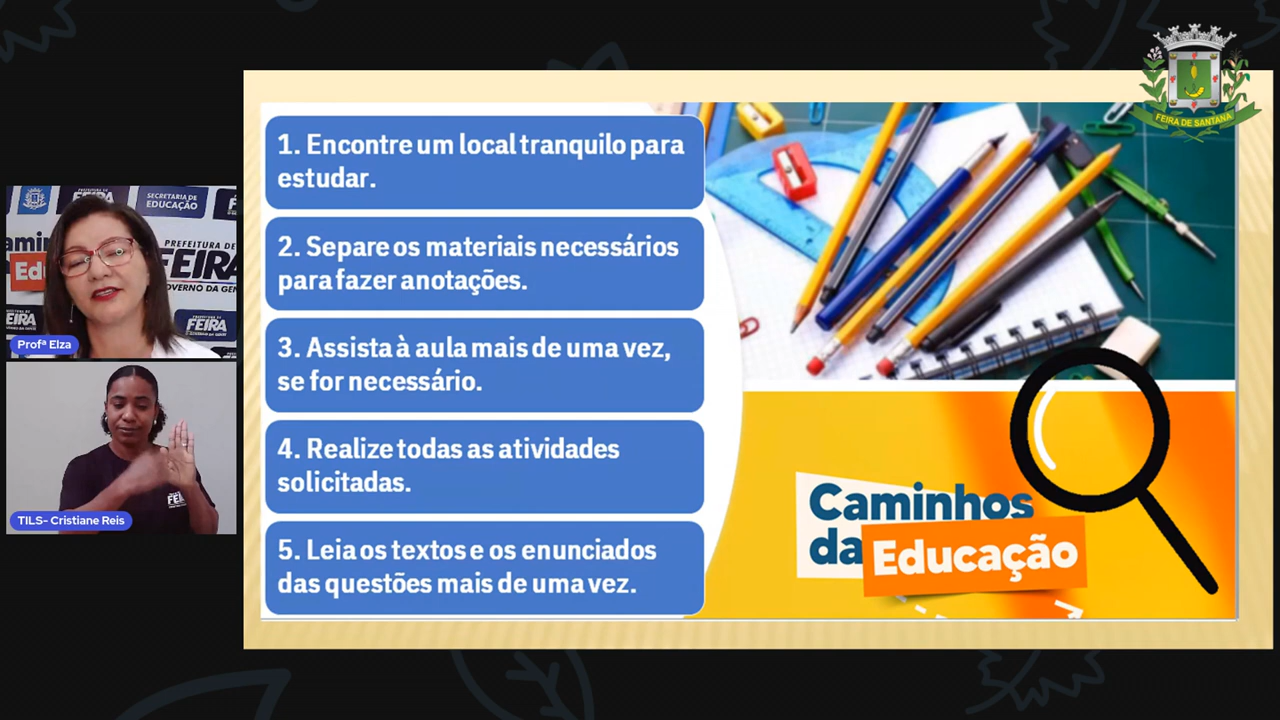 FEIRA DE SANTANA
1. Encontre um local tranquilo para
estudar.
2. Separe os materiais necessários
para fazer anotações.
3. Assista à aula mais de uma vez,
se for necessário.
4. Realize todas as atividades
solicitadas.
5. Leia os textos e os enunciados
das questões mais de uma vez.
Caminhos
da Educação
SECRETARIA DE
EDUCAÇÃO
PREFEITURA DE
FEIRA
FEIRA
Profª Elza
FEIRA
TILS- Cristiane Reis